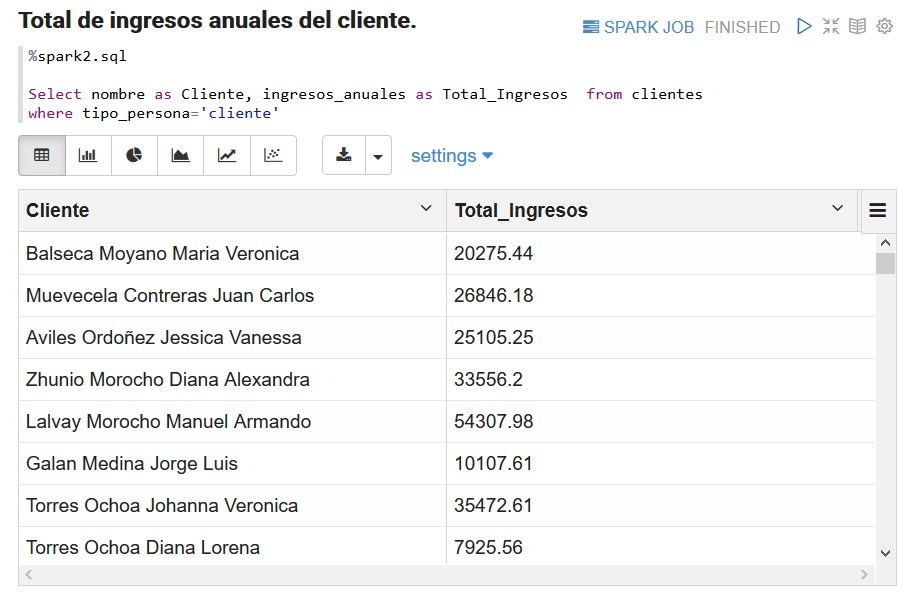 Total de ingresos anuales del cliente.
SPARK JOB FINISHED
%spark2.sql
Select nombre as Cliente, ingresos_anuales as Total_Ingresos  from clientes
where tipo_persona='cliente'
settings
Cliente Total_Ingresos
Balseca Moyano Maria Veronica 20275.44
Muevecela Contreras Juan Carlos 26846.18
Aviles Ordoñez Jessica Vanessa 25105.25
Zhunio Morocho Diana Alexandra 33556.2
Lalvay Morocho Manuel Armando 54307.98
Galan Medina Jorge Luis 10107.61
Torres Ochoa Johanna Veronica 35472.61
Torres Ochoa Diana Lorena 7925.56